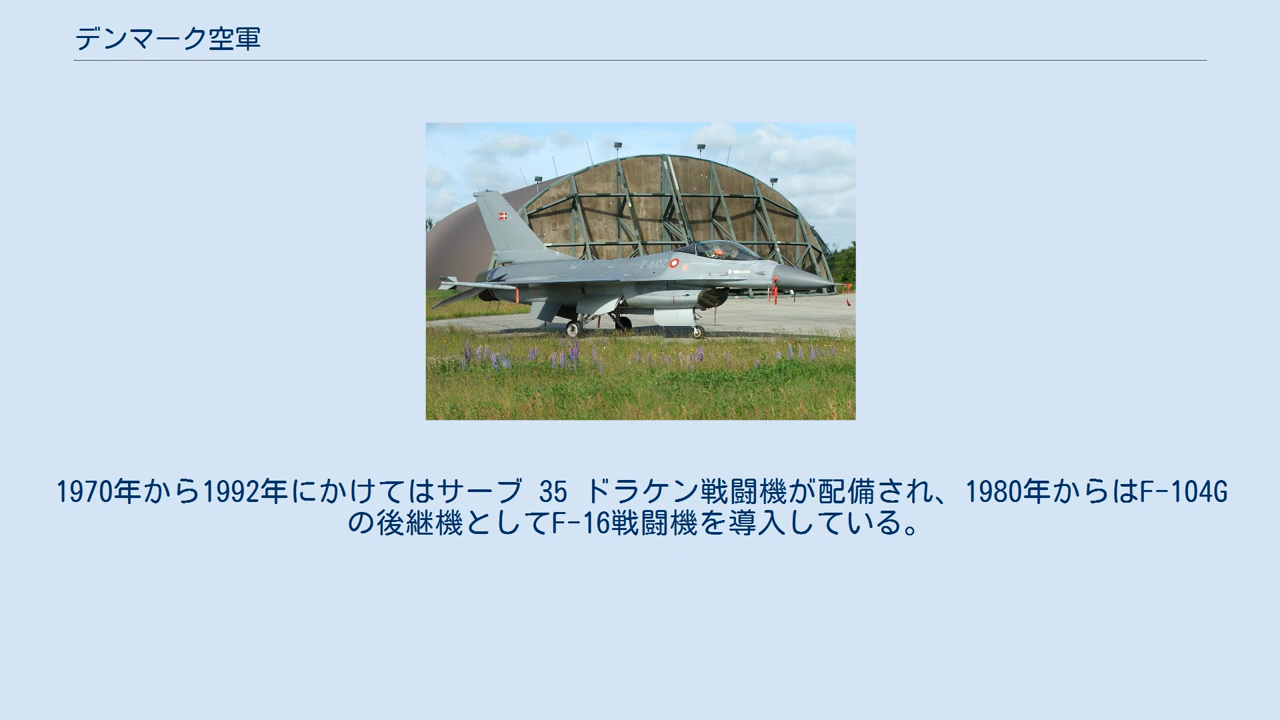 デンマーク空軍
E-602
1970年から1992年にかけてはサーブ 35 ドラケン戦闘機が配備され、1980年からはF-104G
の後継機としてF-16戦闘機を導入している。